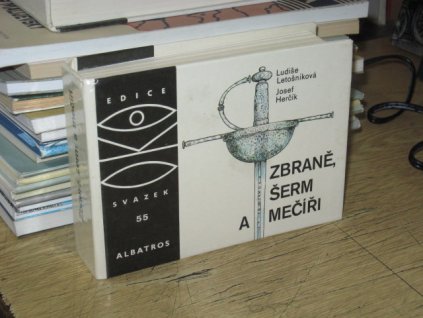 EDICE
OKO
SVAZEK
55
ALBATROS
Ludiše
Letošníková
Josef
Herčík
ZBRANĚ,
ŠERM
A MEČÍŘI